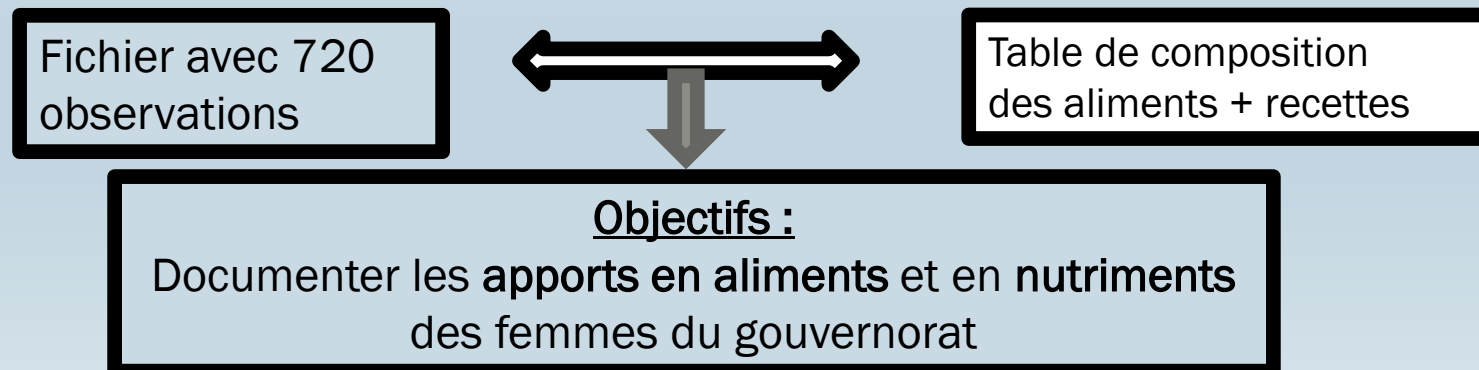 Fichier avec 720
observations
Table de composition
des aliments + recettes
Objectifs :
Documenter les apports en aliments et en nutriments
des femmes du gouvernorat